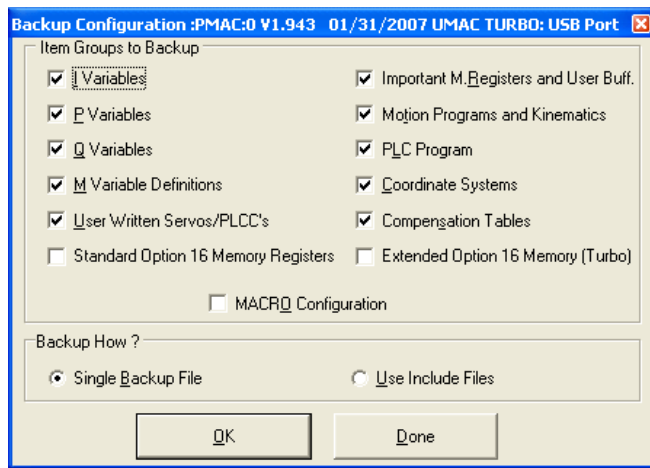 Backup Configuration :PMAC:0 V1.943 01/31/2007 UMAC TURBO: USB Port
Item Groups to Backup
I Variables
Important M.Registers and User Buff.
P Variables
Motion Programs and Kinematics
Q Variables
PLC Program
M Variable Definitions
Coordinate Systems
User Written Servos/PLCC's
Compensation Tables
Standard Option 16 Memory Registers
Extended Option 16 Memory (Turbo)
MACRO Configuration
Backup How ?
Single Backup File
Use Include Files
OK
Done